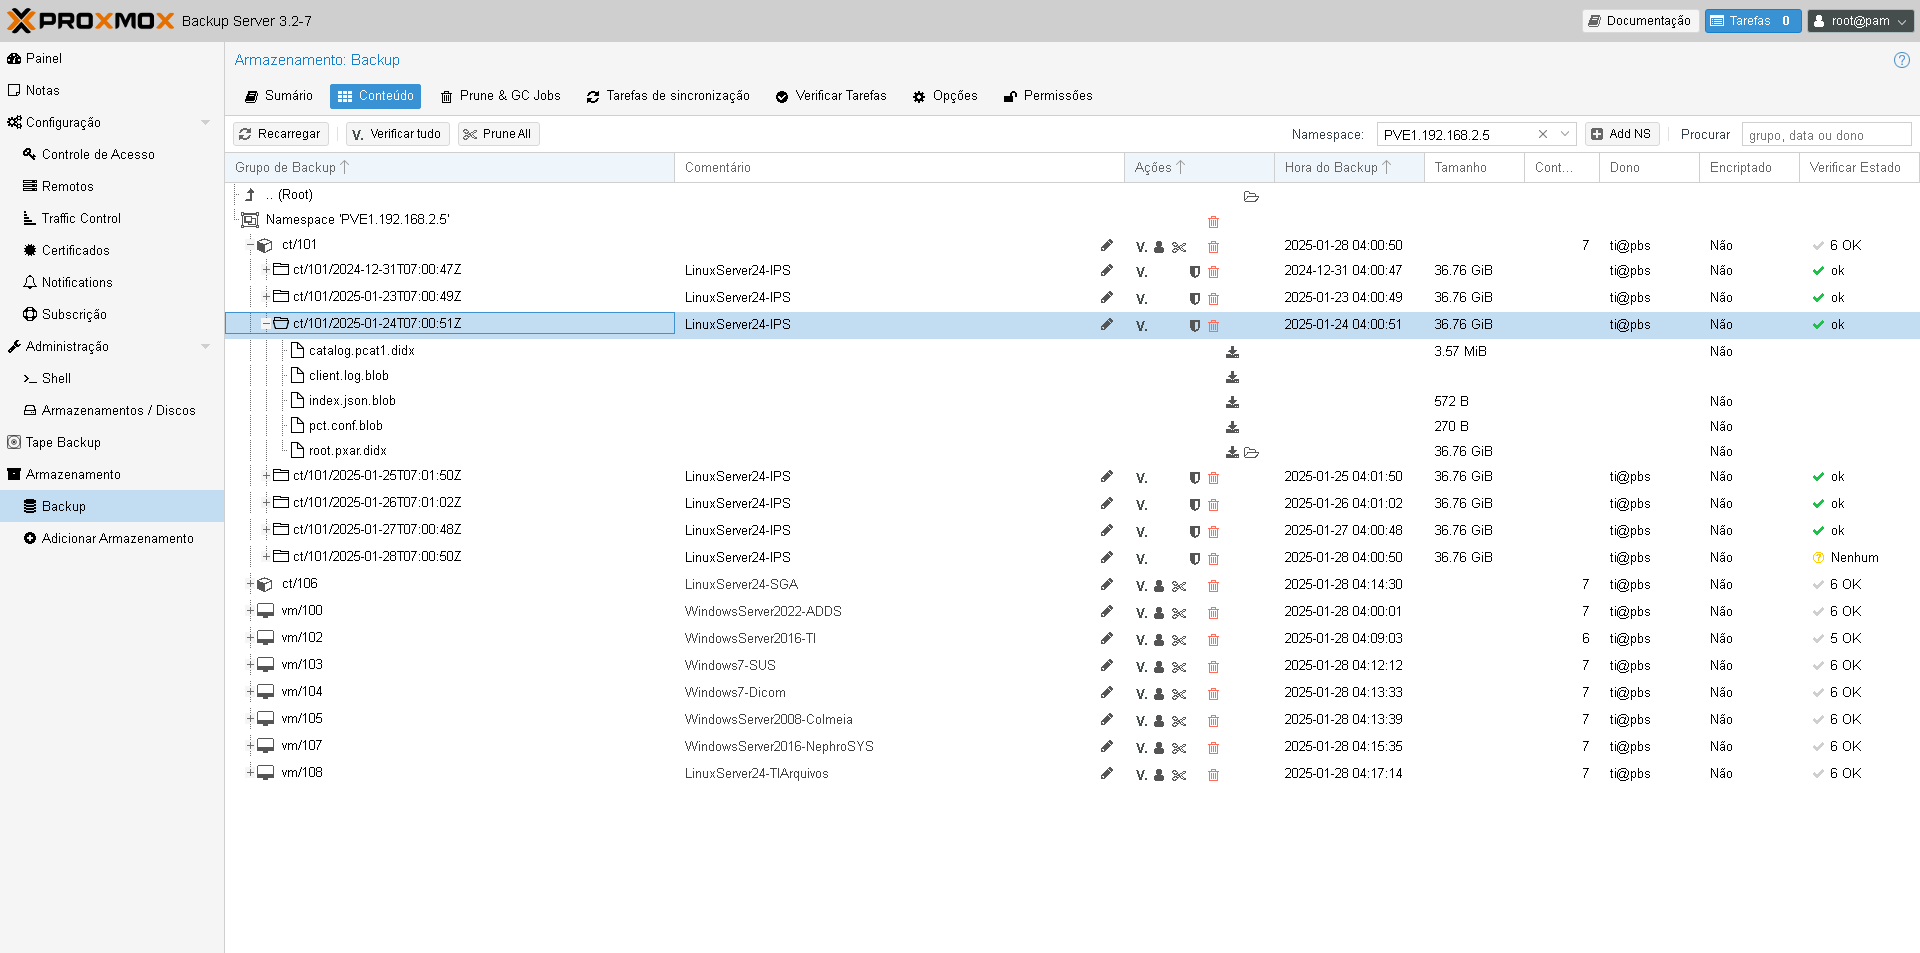 PROXMOX Backup Server 3.2-7
Documentação
Tarefas 0
root@pam
Painel
Notas
Configuração
Controle de Acesso
Remotos
Traffic Control
Certificados
Notifications
Subscrição
Administração
Shell
Armazenamentos / Discos
Tape Backup
Armazenamento
Backup
Adicionar Armazenamento
Armazenamento: Backup
Sumário Conteúdo Prune & GC Jobs Tarefas de sincronização Verificar Tarefas Opções Permissões
Recarregar V. Verificar tudo Prune All Namespace: PVE1.192.168.2.5 Add NS Procurar grupo, data ou dono
Grupo de Backup Comentário Ações Hora do Backup Tamanho Cont... Dono Encriptado Verificar Estado
.. (Root)
Namespace 'PVE1.192.168.2.5'
ct/101 V. 2025-01-28 04:00:50 7 ti@pbs Não 6 OK
ct/101/2024-12-31T07:00:47Z LinuxServer24-IPS V. 2024-12-31 04:00:47 36.76 GiB ti@pbs Não ok
ct/101/2025-01-23T07:00:49Z LinuxServer24-IPS V. 2025-01-23 04:00:49 36.76 GiB ti@pbs Não ok
ct/101/2025-01-24T07:00:51Z LinuxServer24-IPS V. 2025-01-24 04:00:51 36.76 GiB ti@pbs Não ok
catalog.pcat1.didx 3.57 MiB Não
client.log.blob
index.json.blob 572 B Não
pct.conf.blob 270 B Não
root.pxar.didx 36.76 GiB Não
ct/101/2025-01-25T07:01:50Z LinuxServer24-IPS V. 2025-01-25 04:01:50 36.76 GiB ti@pbs Não ok
ct/101/2025-01-26T07:01:02Z LinuxServer24-IPS V. 2025-01-26 04:01:02 36.76 GiB ti@pbs Não ok
ct/101/2025-01-27T07:00:48Z LinuxServer24-IPS V. 2025-01-27 04:00:48 36.76 GiB ti@pbs Não ok
ct/101/2025-01-28T07:00:50Z LinuxServer24-IPS V. 2025-01-28 04:00:50 36.76 GiB ti@pbs Não Nenhum
ct/106 LinuxServer24-SGA V. 2025-01-28 04:14:30 7 ti@pbs Não 6 OK
vm/100 WindowsServer2022-ADDS V. 2025-01-28 04:00:01 7 ti@pbs Não 6 OK
vm/102 WindowsServer2016-TI V. 2025-01-28 04:09:03 6 ti@pbs Não 5 OK
vm/103 Windows7-SUS V. 2025-01-28 04:12:12 7 ti@pbs Não 6 OK
vm/104 Windows7-Dicom V. 2025-01-28 04:13:33 7 ti@pbs Não 6 OK
vm/105 WindowsServer2008-Colmeia V. 2025-01-28 04:13:39 7 ti@pbs Não 6 OK
vm/107 WindowsServer2016-NephroSYS V. 2025-01-28 04:15:35 7 ti@pbs Não 6 OK
vm/108 LinuxServer24-TIArquivos V. 2025-01-28 04:17:14 7 ti@pbs Não 6 OK